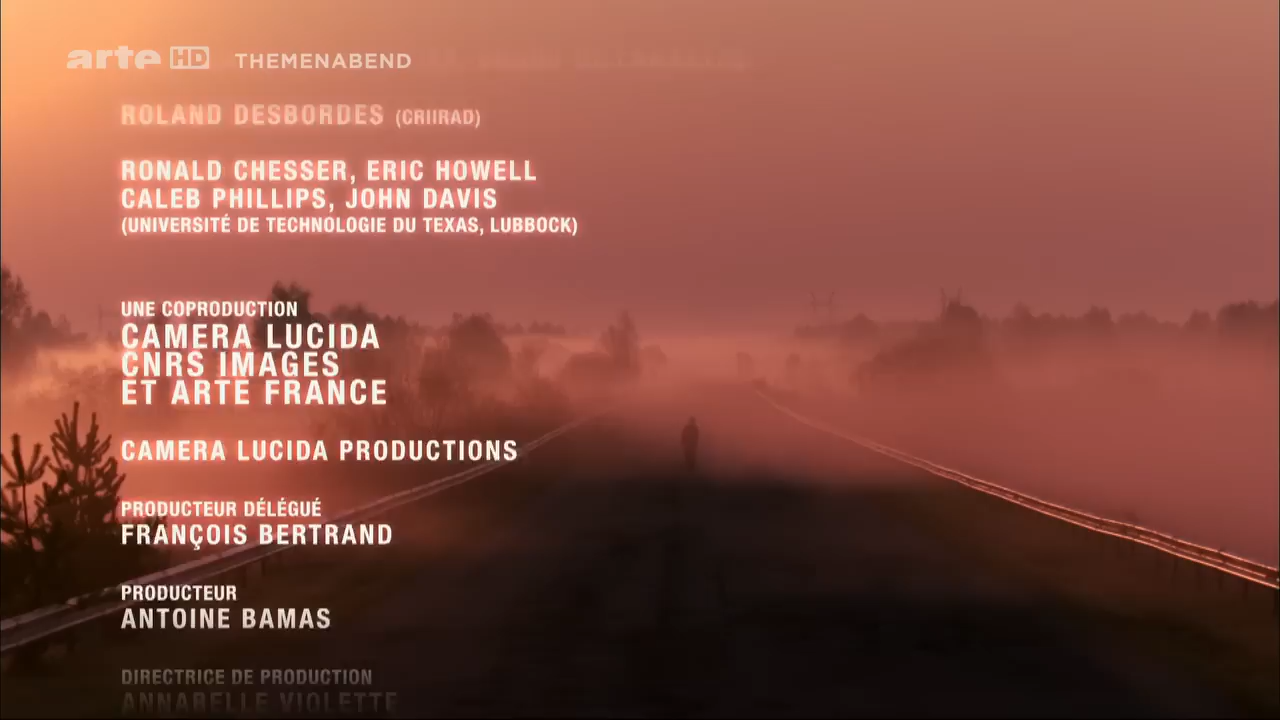 arte HD THEMENABEND
ROLAND DESBORDES (CRIIRAD)
RONALD CHESSER, ERIC HOWELL
CALEB PHILLIPS, JOHN DAVIS
(UNIVERSITÉ DE TECHNOLOGIE DU TEXAS, LUBBOCK)
UNE COPRODUCTION
CAMERA LUCIDA
CNRS IMAGES
ET ARTE FRANCE
CAMERA LUCIDA PRODUCTIONS
PRODUCTEUR DÉLÉGUÉ
FRANÇOIS BERTRAND
PRODUCTEUR
ANTOINE BAMAS
DIRECTRICE DE PRODUCTION
ANNABELLE VIOLETTE